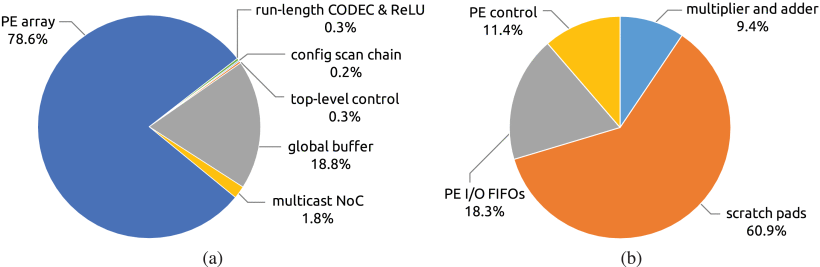 PE array
78.6%
run-length CODEC & ReLU
0.3%
config scan chain
0.2%
top-level control
0.3%
global buffer
18.8%
multicast NoC
1.8%
(a)
PE control
11.4%
multiplier and adder
9.4%
PE I/O FIFOs
18.3%
scratch pads
60.9%
(b)